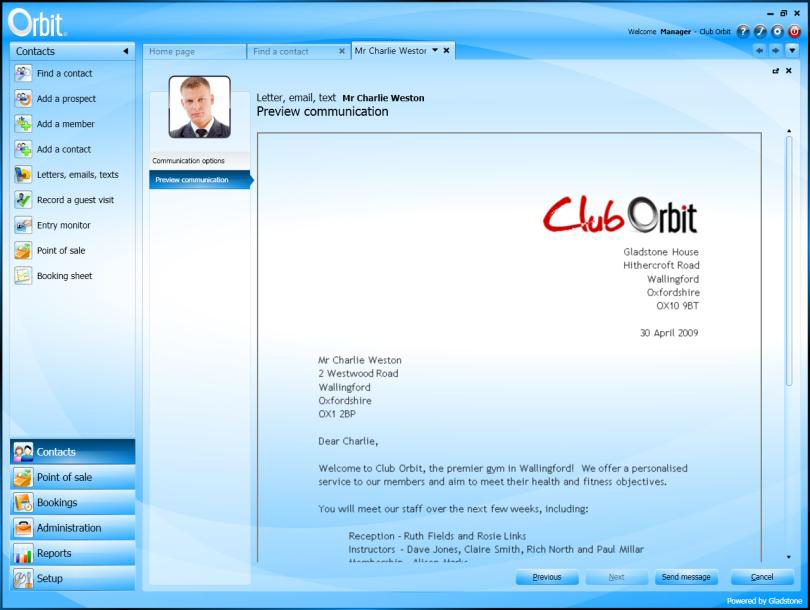 Orbit
Welcome Manager - Club Orbit
Contacts
Find a contact
Add a prospect
Add a member
Add a contact
Letters, emails, texts
Record a guest visit
Entry monitor
Point of sale
Booking sheet
Contacts
Point of sale
Bookings
Administration
Reports
Setup
Home page
Find a contact
Mr Charlie Westor
Communication options
Preview communication
Letter, email, text Mr Charlie Weston
Preview communication
Club Orbit
Gladstone House
Hithercroft Road
Wallingford
Oxfordshire
OX10 9BT
30 April 2009
Mr Charlie Weston
2 Westwood Road
Wallingford
Oxfordshire
OX1 2BP
Dear Charlie,
Welcome to Club Orbit, the premier gym in Wallingford! We offer a personalised
service to our members and aim to meet their health and fitness objectives.
You will meet our staff over the next few weeks, including:
Reception - Ruth Fields and Rosie Links
Instructors - Dave Jones, Claire Smith, Rich North and Paul Millar
Previous
Next
Send message
Cancel
Powered by Gladstone